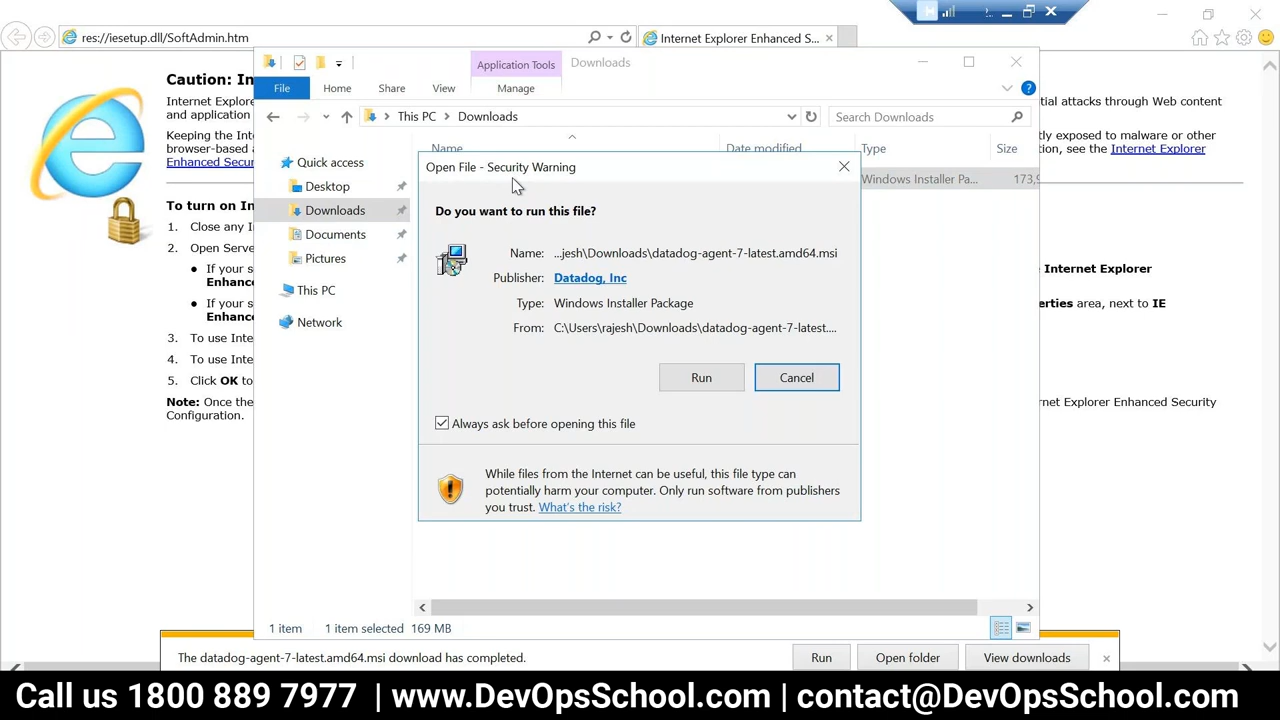 res://iesetup.dll/SoftAdmin.htm
Internet Explorer Enhanced S...
Application Tools
Downloads
File
Home
Share
View
Manage
This PC
Downloads
Search Downloads
Name
Date modified
Type
Size
Windows Installer Pa...
173,9
Quick access
Desktop
Downloads
Documents
Pictures
This PC
Network
Open File - Security Warning
Do you want to run this file?
Name: ...jesh\Downloads\datadog-agent-7-latest.amd64.msi
Publisher: Datadog, Inc
Type: Windows Installer Package
From: C:\Users\rajesh\Downloads\datadog-agent-7-latest....
Run
Cancel
Always ask before opening this file
While files from the Internet can be useful, this file type can
potentially harm your computer. Only run software from publishers
you trust. What's the risk?
Caution: In
Internet Explore
tial attacks through Web content
and application
Keeping the Int
tly exposed to malware or other
browser-based a
n, see the Internet Explorer
Enhanced Secur
To turn on In
1. Close any I
2. Open Serve
If your s
e Internet Explorer
Enhanc
If your s
perties area, next to IE
Enhanc
3. To use Inte
4. To use Inte
5. Click OK to
Note: Once the
rnet Explorer Enhanced Security
Configuration.
1 item
1 item selected 169 MB
The datadog-agent-7-latest.amd64.msi download has completed.
Run
Open folder
View downloads
Call us 1800 889 7977 | www.DevOpsSchool.com | contact@DevOpsSchool.com